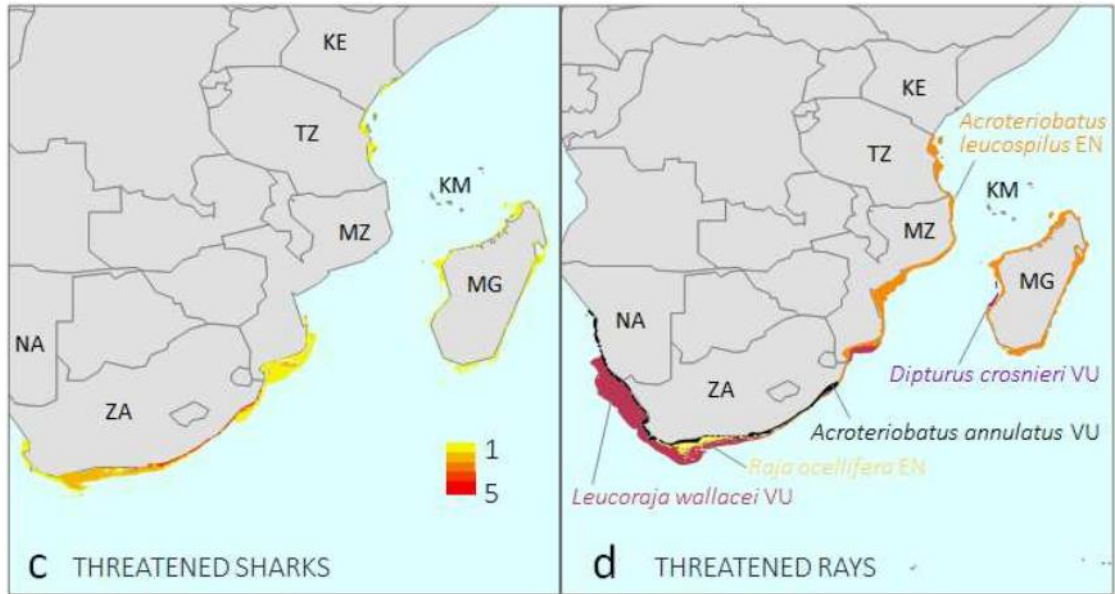 KE
TZ
KM
MZ
MG
NA
ZA
1
5
c THREATENED SHARKS
KE
Acroteriobatus
leucospilus EN
TZ
KM
MZ
MG
NA
Dipturus crosnieri VU
ZA
Acroteriobatus annulatus VU
Raja ocellifera EN
Leucoraja wallacei VU
d THREATENED RAYS